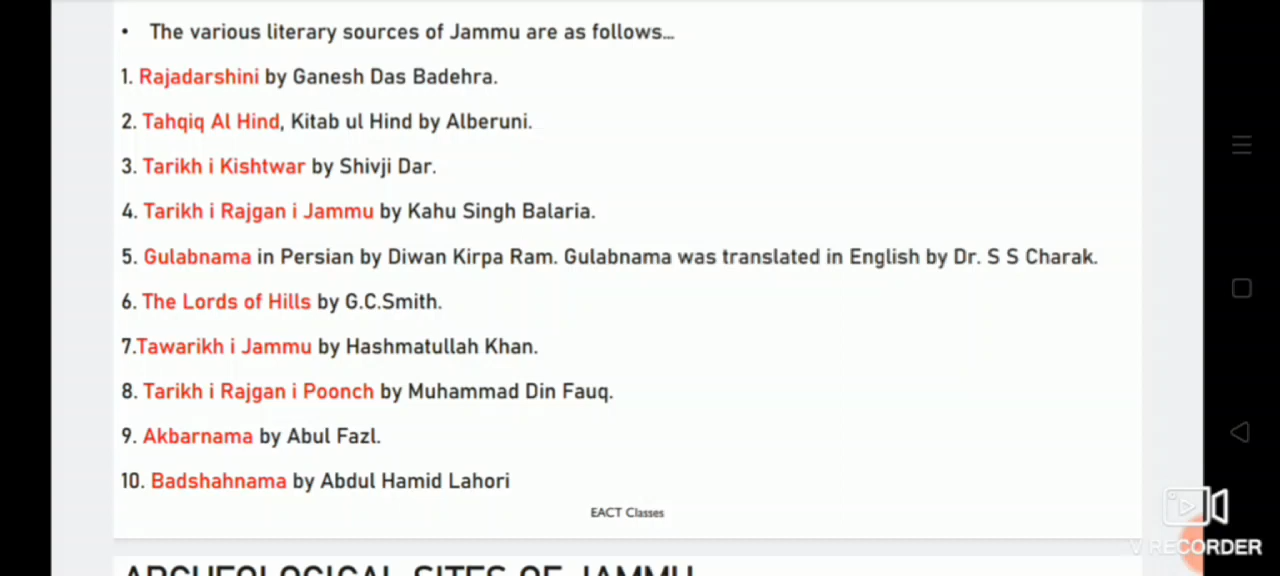 • The various literary sources of Jammu are as follows...
1. Rajadarshini by Ganesh Das Badehra.
2. Tahqiq Al Hind, Kitab ul Hind by Alberuni.
3. Tarikh i Kishtwar by Shivji Dar.
4. Tarikh i Rajgan i Jammu by Kahu Singh Balaria.
5. Gulabnama in Persian by Diwan Kirpa Ram. Gulabnama was translated in English by Dr. S S Charak.
6. The Lords of Hills by G.C.Smith.
7.Tawarikh i Jammu by Hashmatullah Khan.
8. Tarikh i Rajgan i Poonch by Muhammad Din Fauq.
9. Akbarnama by Abul Fazl.
10. Badshahnama by Abdul Hamid Lahori
EACT Classes
V RECORDER
ARCHEOLOGICAL SITES OF JAMMU